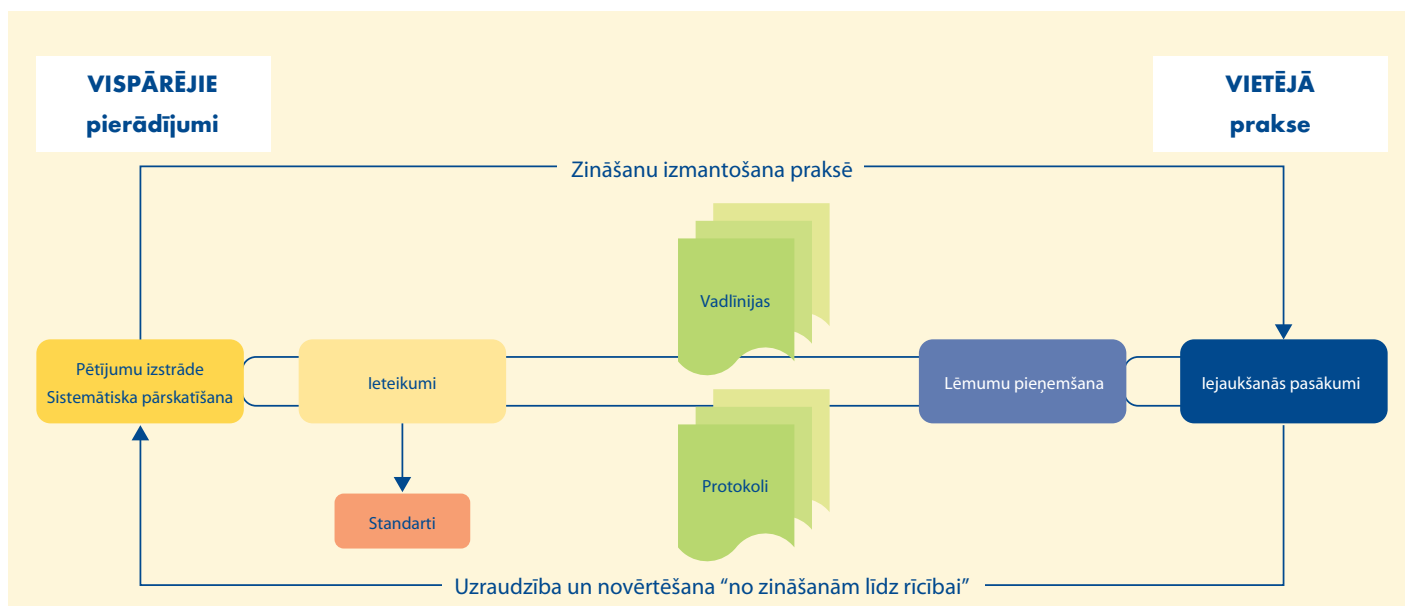 VISPĀRĒJIE
pierādījumi
VIETĒJĀ
prakse
Zināšanu izmantošana praksē
Vadlīnijas
Pētījumu izstrāde
Sistemātiska pārskatīšana
Ieteikumi
Lēmumu pieņemšana
Iejaukšanās pasākumi
Protokoli
Standarti
Uzraudzība un novērtēšana “no zināšanām līdz rīcībai”